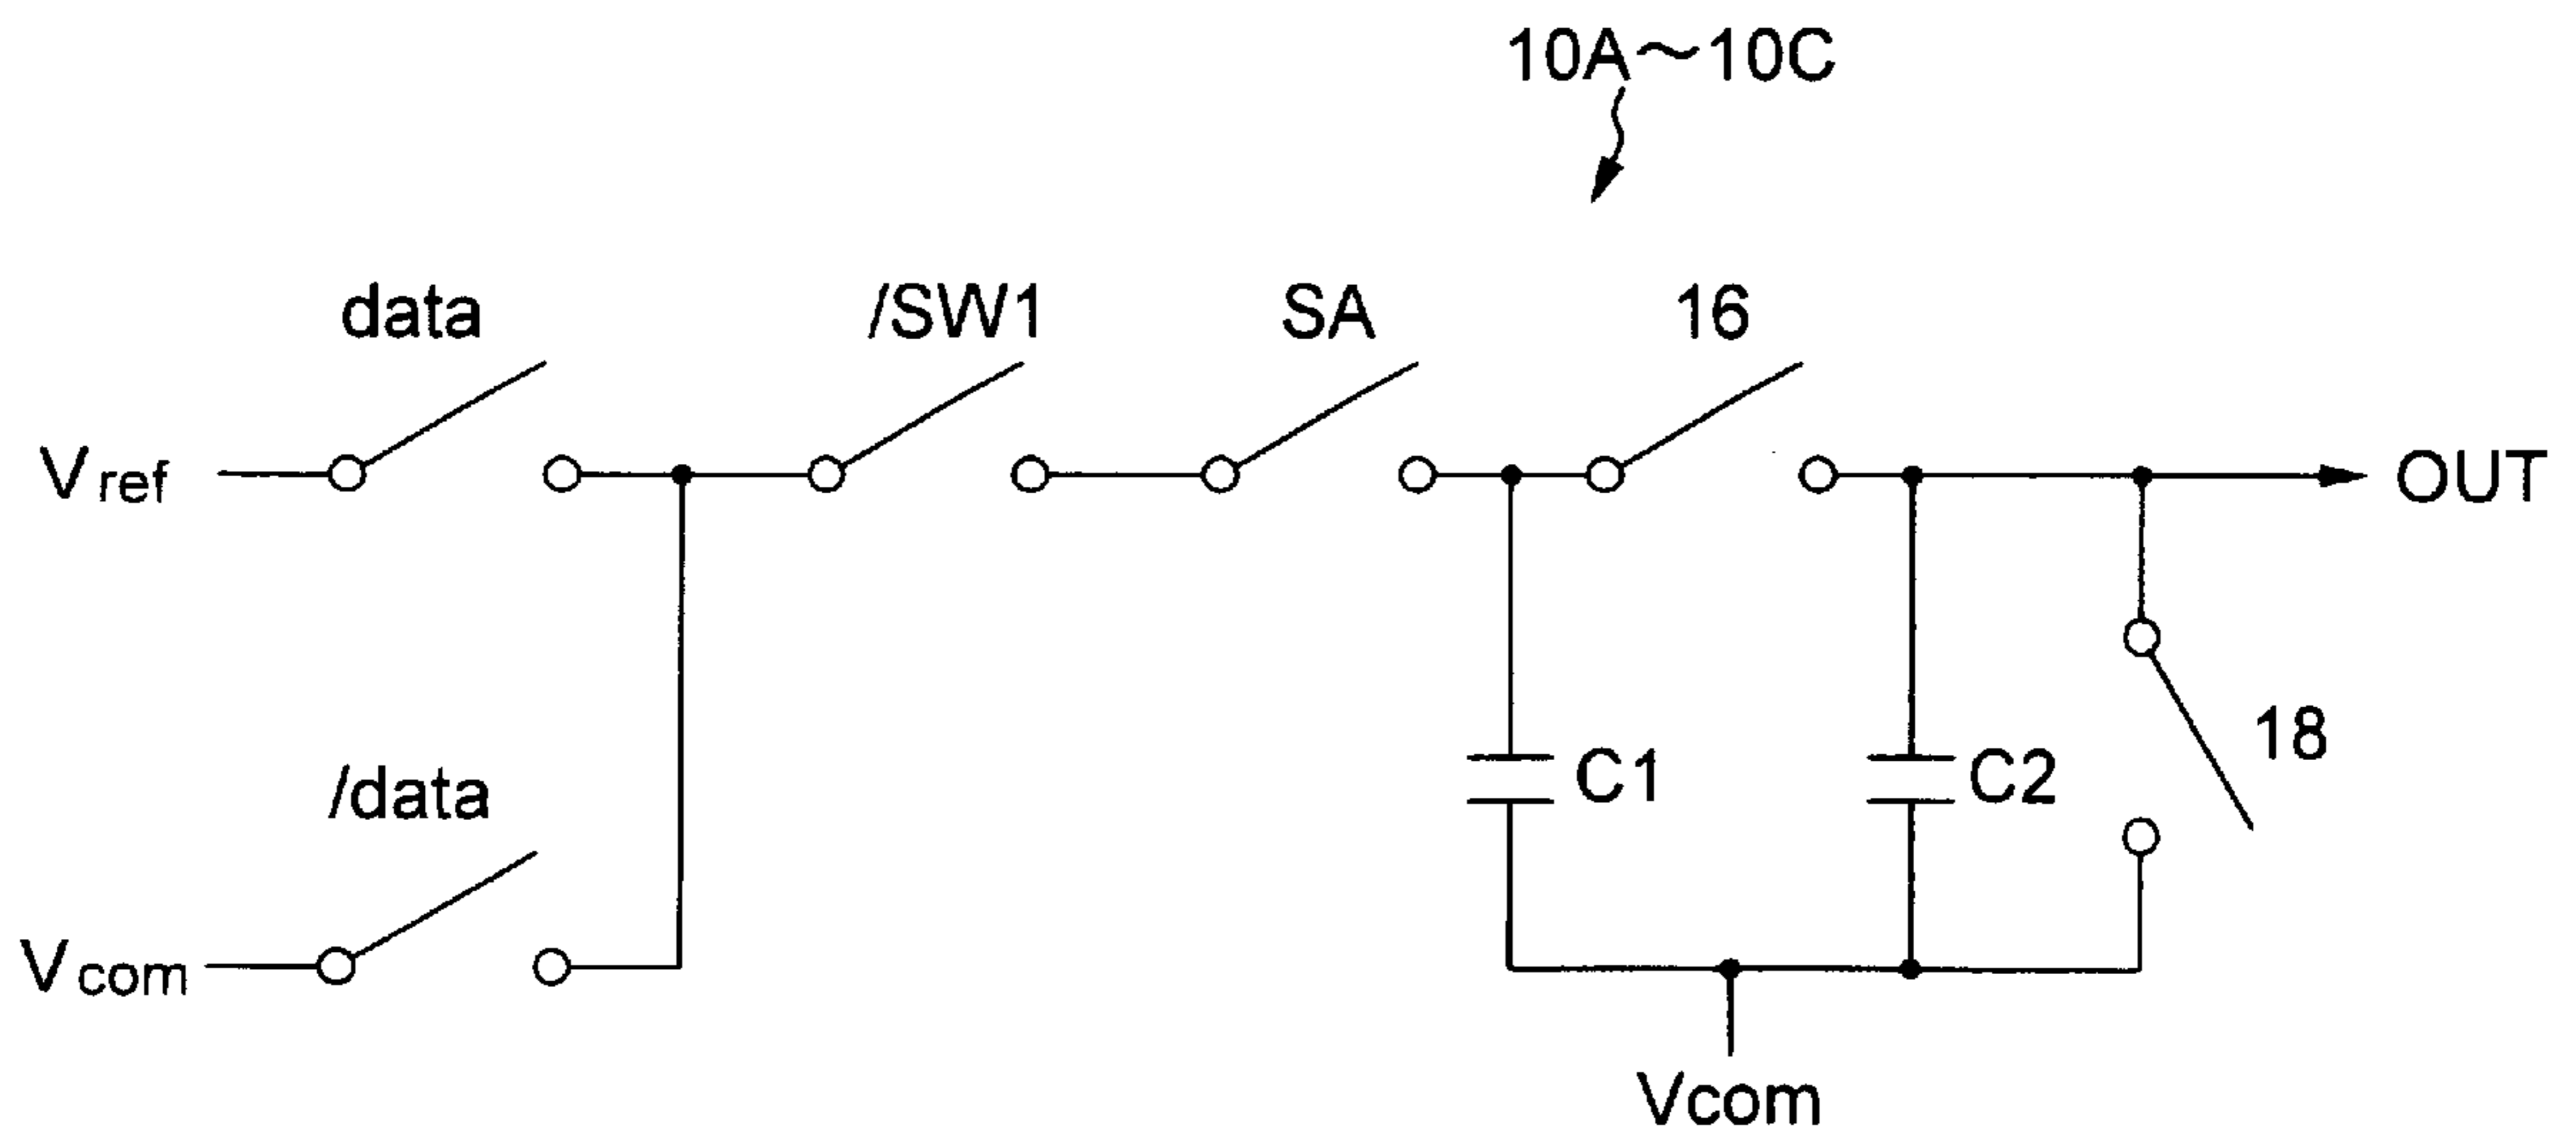 10A～10C
data
/SW1
SA
16
Vref
OUT
18
C1
C2
/data
Vcom
Vcom